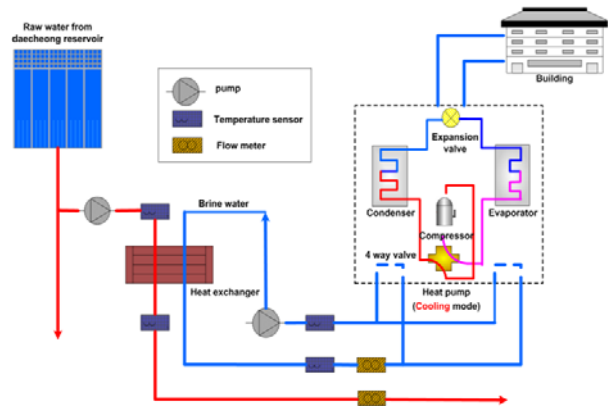 Raw water from
daecheong reservoir
pump
Temperature sensor
Flow meter
Building
Expansion
valve
Condenser
Evaporator
Compressor
4 way valve
Heat pump
(Cooling mode)
Brine water
Heat exchanger